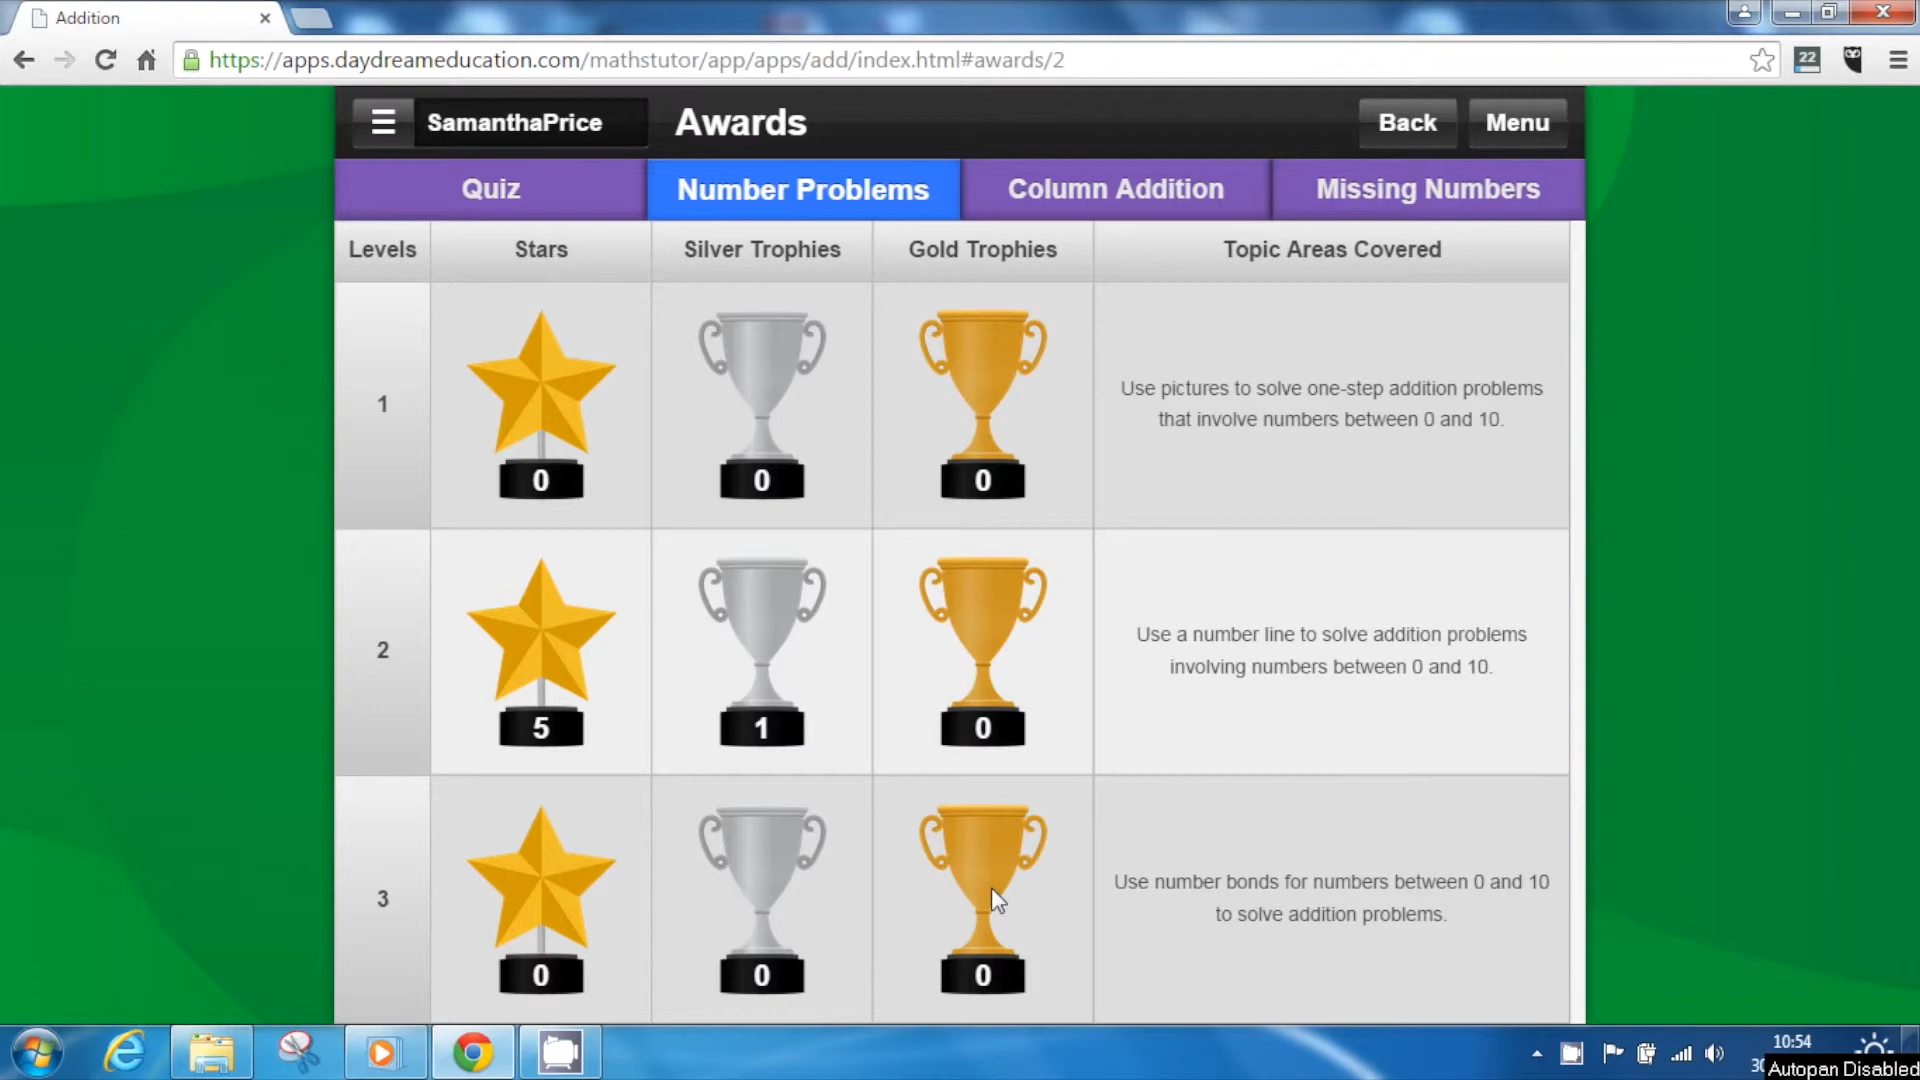 Addition
https://apps.daydreameducation.com/mathstutor/app/apps/add/index.html#awards/2
22
SamanthaPrice
Awards
Back
Menu
Quiz
Number Problems
Column Addition
Missing Numbers
Levels
Stars
Silver Trophies
Gold Trophies
Topic Areas Covered
1
0
0
0
Use pictures to solve one-step addition problems
that involve numbers between 0 and 10.
2
5
1
0
Use a number line to solve addition problems
involving numbers between 0 and 10.
3
0
0
0
Use number bonds for numbers between 0 and 10
to solve addition problems.
10:54
Autopan Disabled